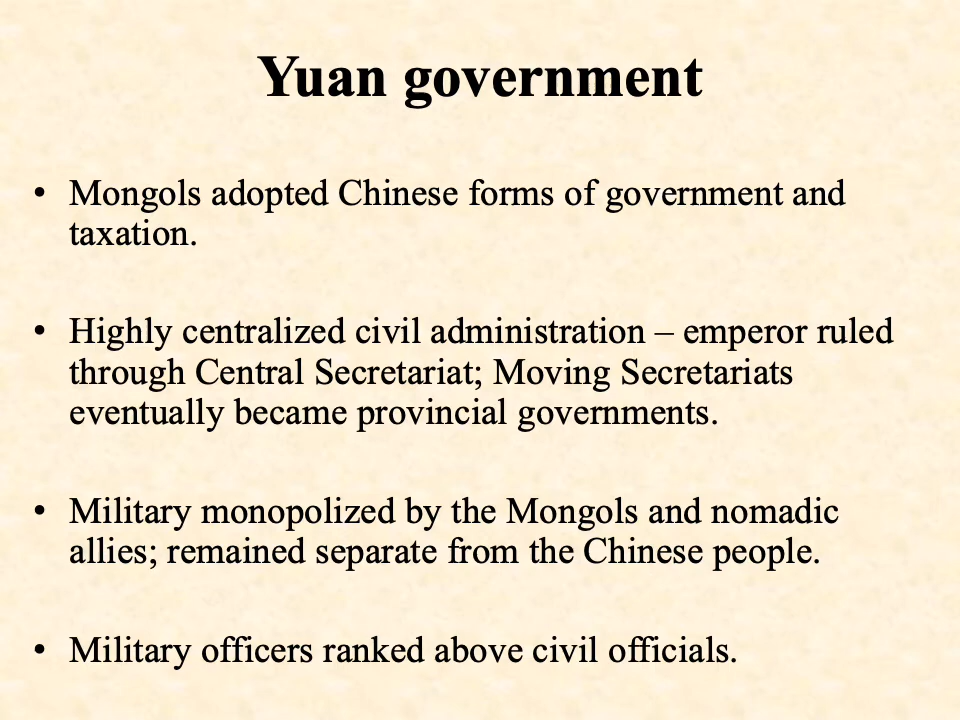 Yuan government
• Mongols adopted Chinese forms of government and
taxation.
• Highly centralized civil administration – emperor ruled
through Central Secretariat; Moving Secretariats
eventually became provincial governments.
• Military monopolized by the Mongols and nomadic
allies; remained separate from the Chinese people.
• Military officers ranked above civil officials.